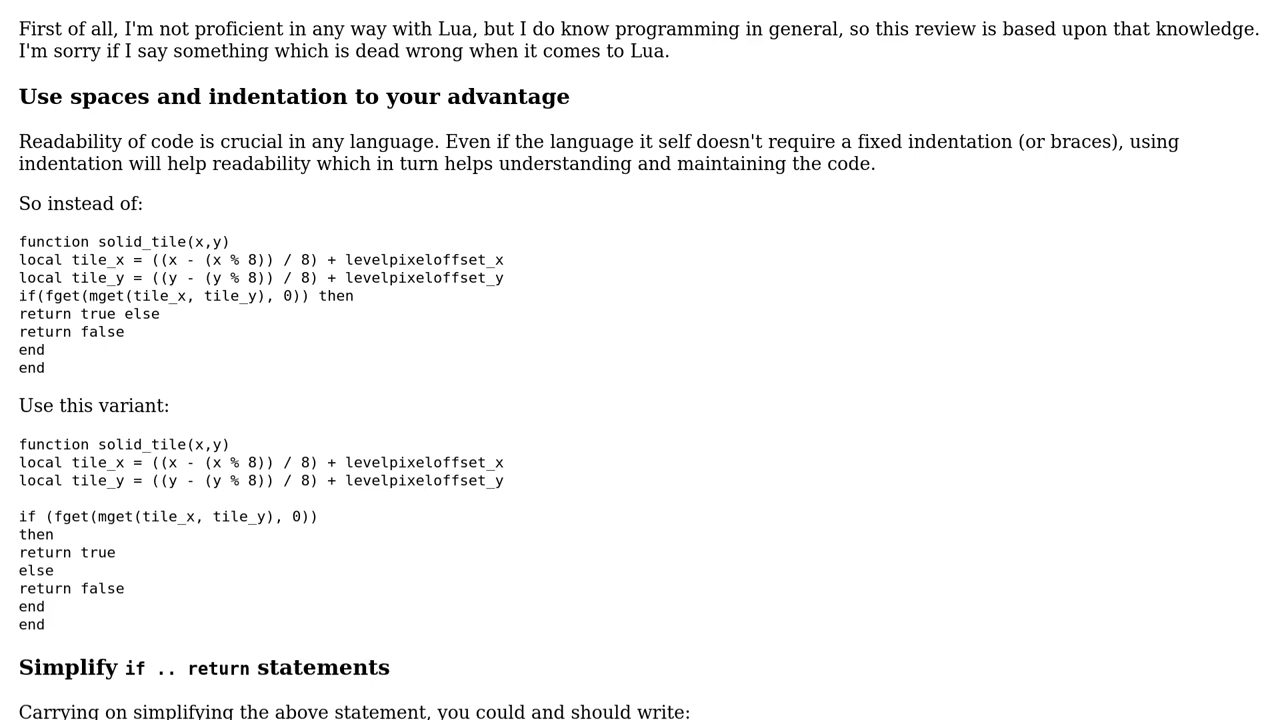 First of all, I'm not proficient in any way with Lua, but I do know programming in general, so this review is based upon that knowledge.
I'm sorry if I say something which is dead wrong when it comes to Lua.
Use spaces and indentation to your advantage
Readability of code is crucial in any language. Even if the language it self doesn't require a fixed indentation (or braces), using
indentation will help readability which in turn helps understanding and maintaining the code.
So instead of:
function solid_tile(x,y)
local tile_x = ((x - (x % 8)) / 8) + levelpixeloffset_x
local tile_y = ((y - (y % 8)) / 8) + levelpixeloffset_y
if(fget(mget(tile_x, tile_y), 0)) then
return true else
return false
end
end
Use this variant:
function solid_tile(x,y)
local tile_x = ((x - (x % 8)) / 8) + levelpixeloffset_x
local tile_y = ((y - (y % 8)) / 8) + levelpixeloffset_y
if (fget(mget(tile_x, tile_y), 0))
then
return true
else
return false
end
end
Simplify if .. return statements
Carrying on simplifying the above statement, you could and should write: